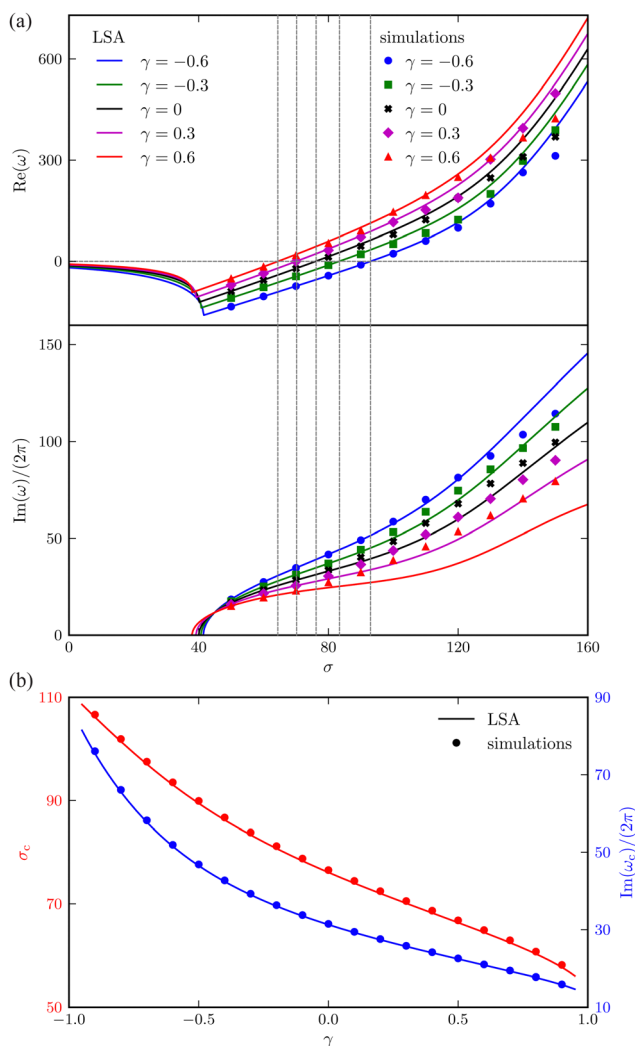 (a)
LSA
simulations
γ = −0.6
γ = −0.3
γ = 0
γ = 0.3
γ = 0.6
γ = −0.6
γ = −0.3
γ = 0
γ = 0.3
γ = 0.6
Re(ω)
600
300
0
Im(ω)/(2π)
150
100
50
0
0 40 80 120 160
σ
(b)
LSA
simulations
σc
110
90
70
50
Im(ωc)/(2π)
90
70
50
30
10
−1.0 −0.5 0.0 0.5 1.0
γ